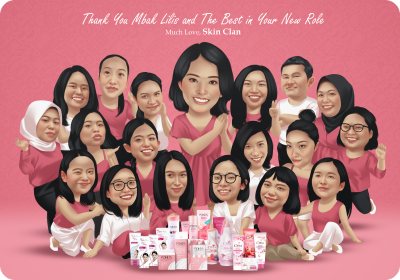 Thank You Mbak Lilis and The Best in Your New Role
Much Love, Skin Clan